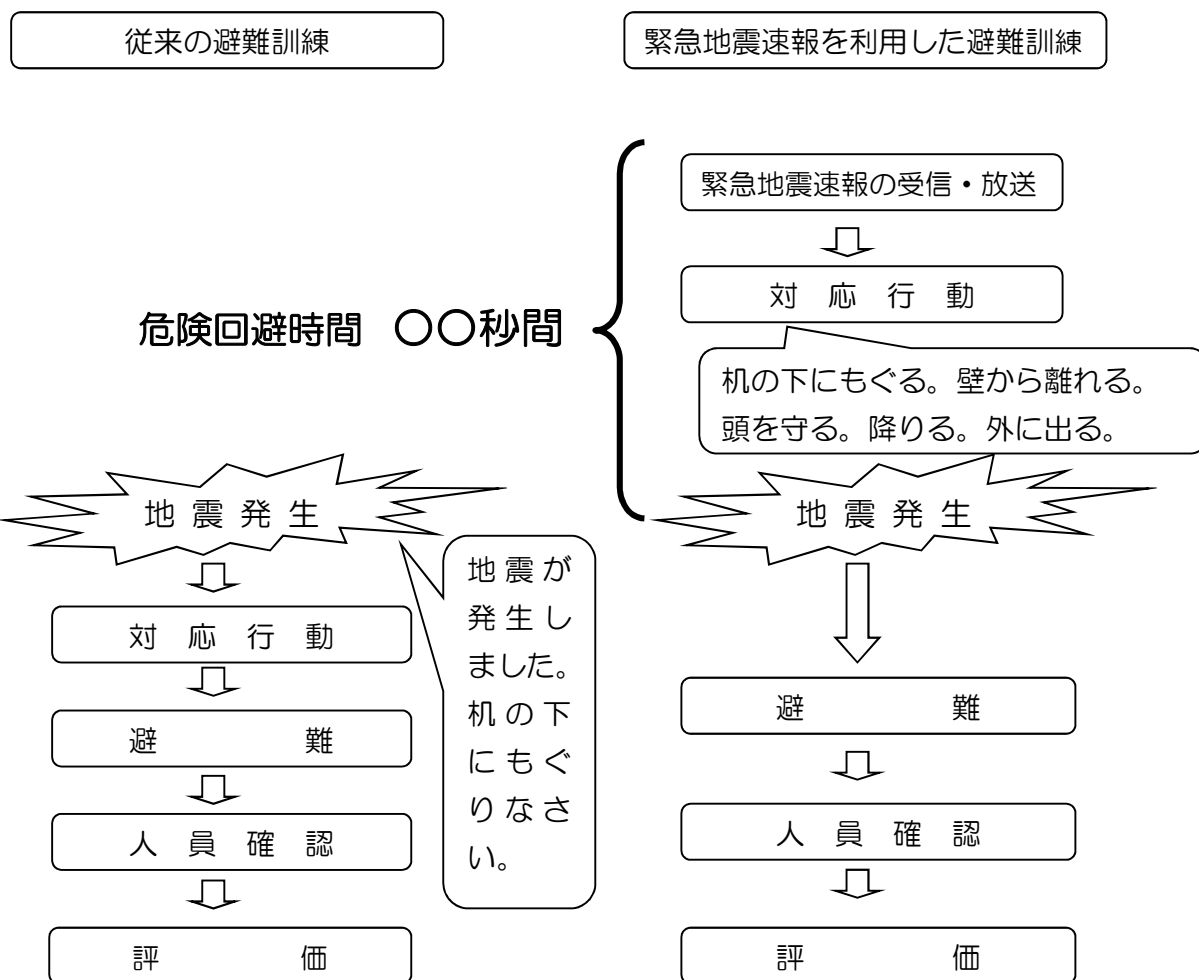 従来の避難訓練
緊急地震速報を利用した避難訓練
緊急地震速報の受信・放送
対応行動
危険回避時間 〇〇秒間
机の下にもぐる。壁から離れる。
頭を守る。降りる。外に出る。
地震発生
地震発生
地震が
発生し
ました。
机の下
にもぐ
りなさ
い。
対応行動
避難
人員確認
評価
避難
人員確認
評価